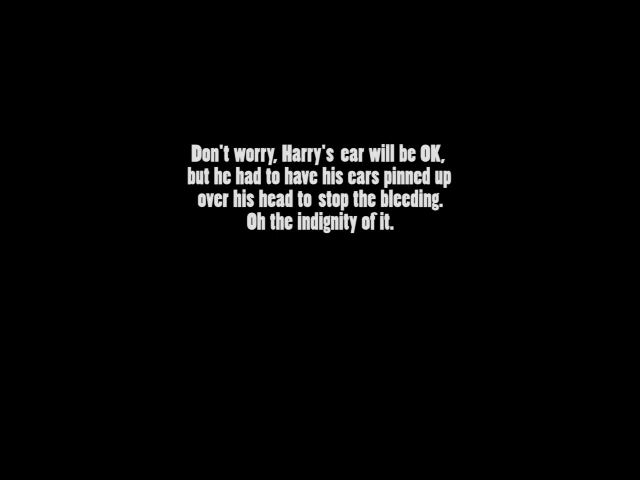 Don't worry, Harry's ear will be OK,
but he had to have his ears pinned up
over his head to stop the bleeding.
Oh the indignity of it.